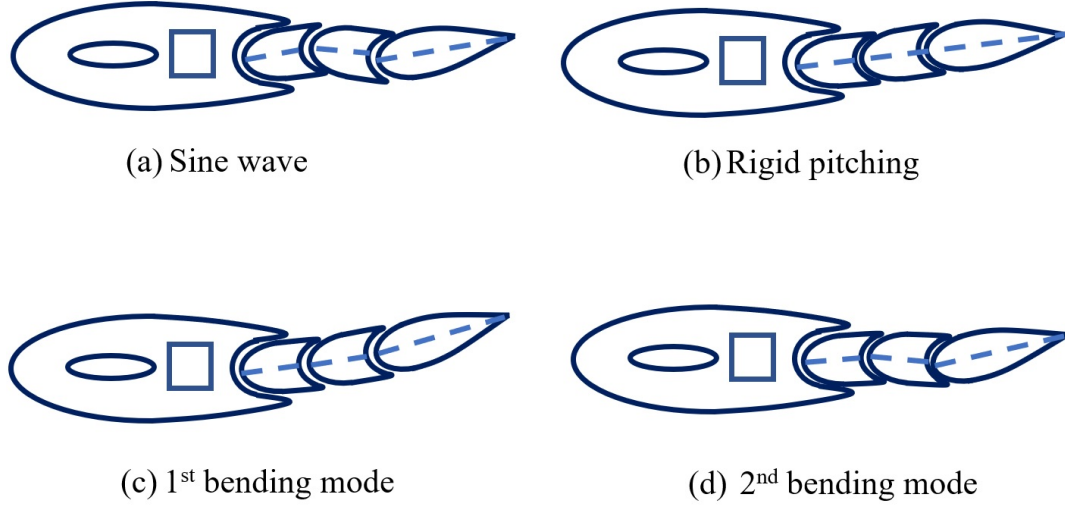 (a) Sine wave
(b) Rigid pitching
(c) 1st bending mode
(d) 2nd bending mode